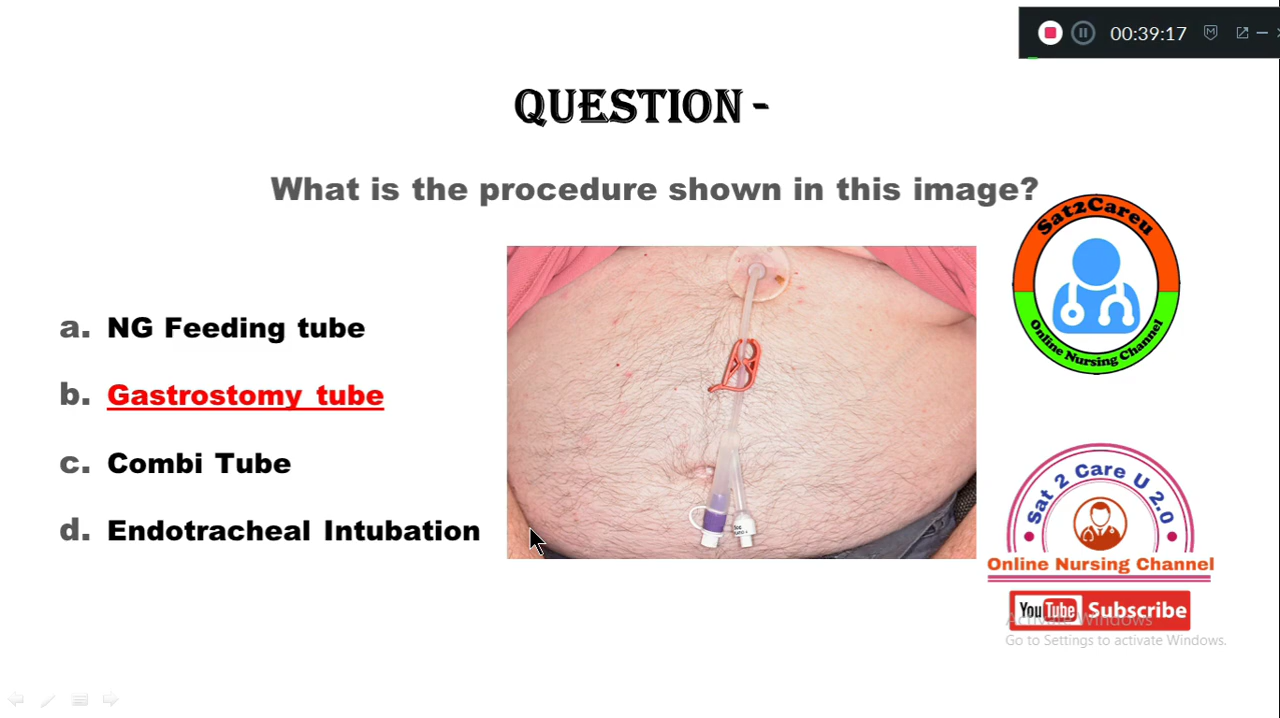 00:39:17
QUESTION -
What is the procedure shown in this image?
a. NG Feeding tube
b. Gastrostomy tube
c. Combi Tube
d. Endotracheal Intubation
Sat2Careu
Online Nursing Channel
Sat 2 Care U 2.0
Online Nursing Channel
YouTube Subscribe
Activate Windows
Go to Settings to activate Windows.